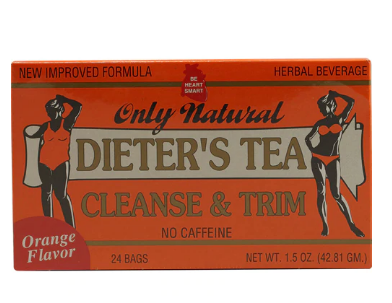 NEW IMPROVED FORMULA
BE
HEART
SMART
HERBAL BEVERAGE
Only Natural
DIETER'S TEA
CLEANSE & TRIM
NO CAFFEINE
Orange
Flavor
24 BAGS
NET WT. 1.5 OZ. (42.81 GM.)